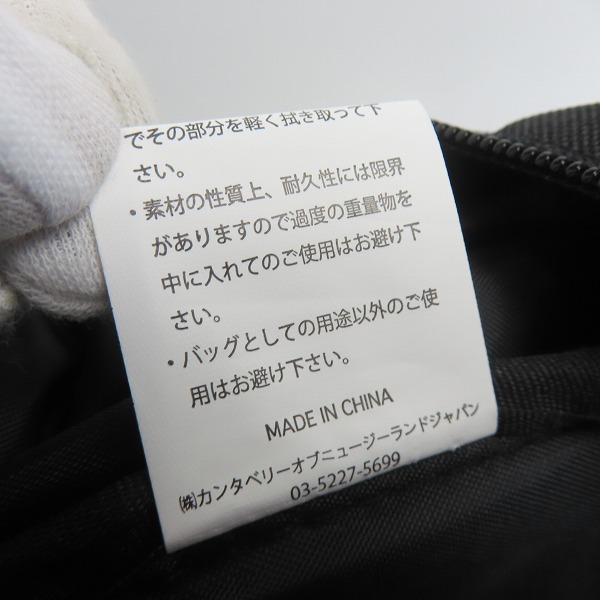 でその部分を軽く拭き取って下
さい。
・素材の性質上、耐久性には限界
がありますので過度の重量物を
中に入れてのご使用はお避け下
さい。
・バッグとしての用途以外のご使
用はお避け下さい。
MADE IN CHINA
㈱カンタベリーオブニュージーランドジャパン
03-5227-5699